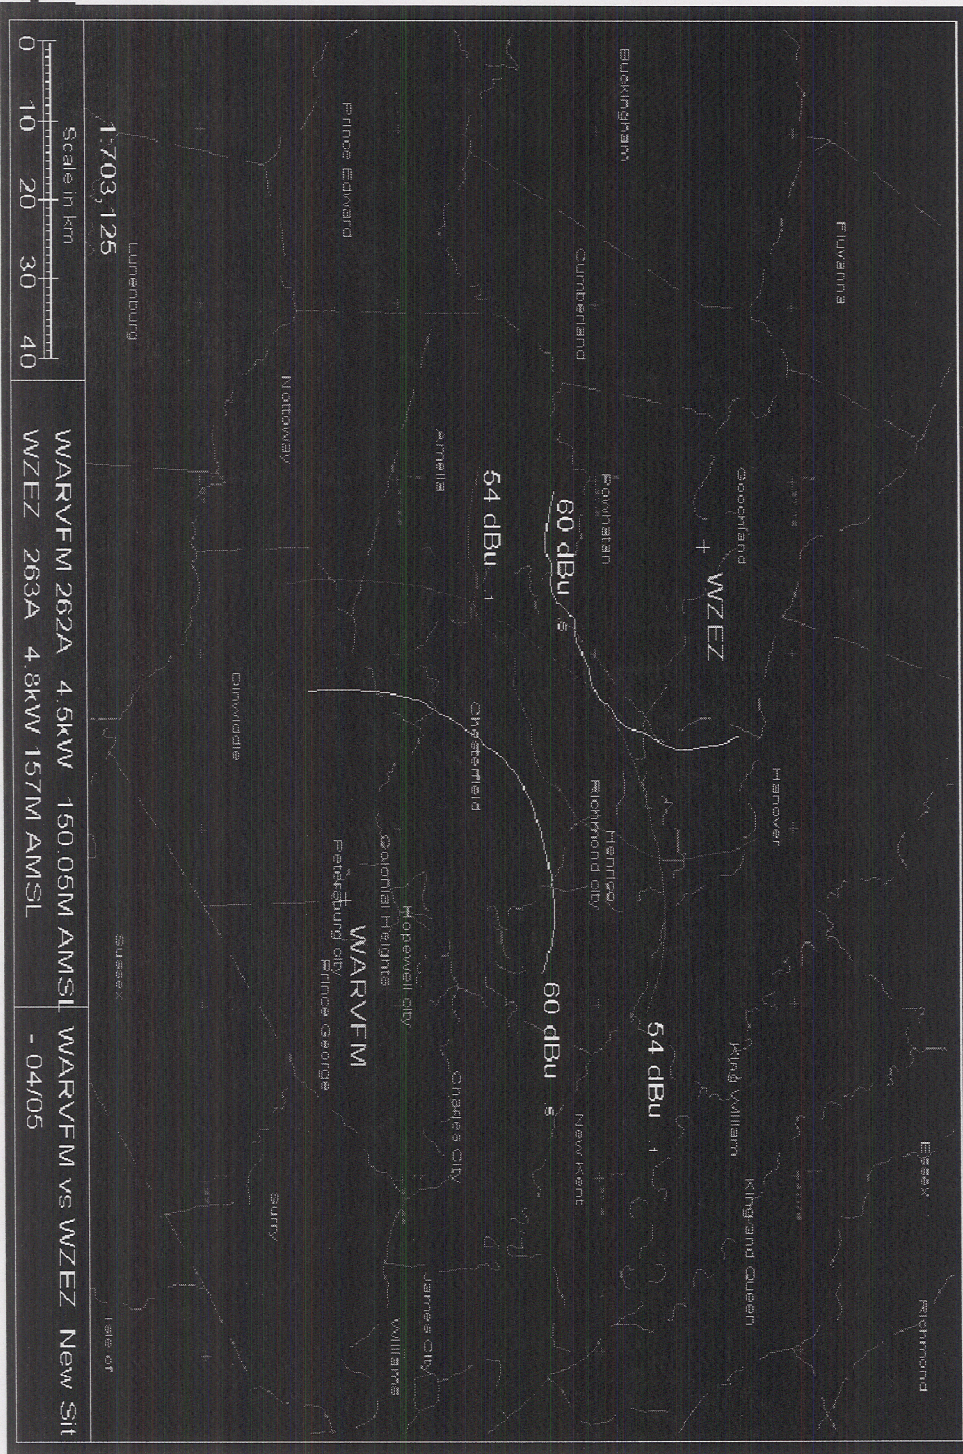 Essex
Richmond
Fluvanna
Goochland
Hanover
King William
King and Queen
Buckingham
WZEZ
54 dBu
Cumberland
Powhatan
Henrico
Richmond city
New Kent
60 dBu
60 dBu
54 dBu
Amelia
Chesterfield
Charles City
James City
Williams
Prince Edward
Hopewell city
Colonial Heights
WARVFM
Petersburg city
Prince George
Nottoway
Dinwiddie
Surry
Lunenburg
Sussex
Isle of
1:703,125
Scale in km
0 10 20 30 40
WARVFM 262A 4.5kW 150.05M AMSL
WZEZ 263A 4.8kW 157M AMSL
WARVFM vs WZEZ New Sit
- 04/05